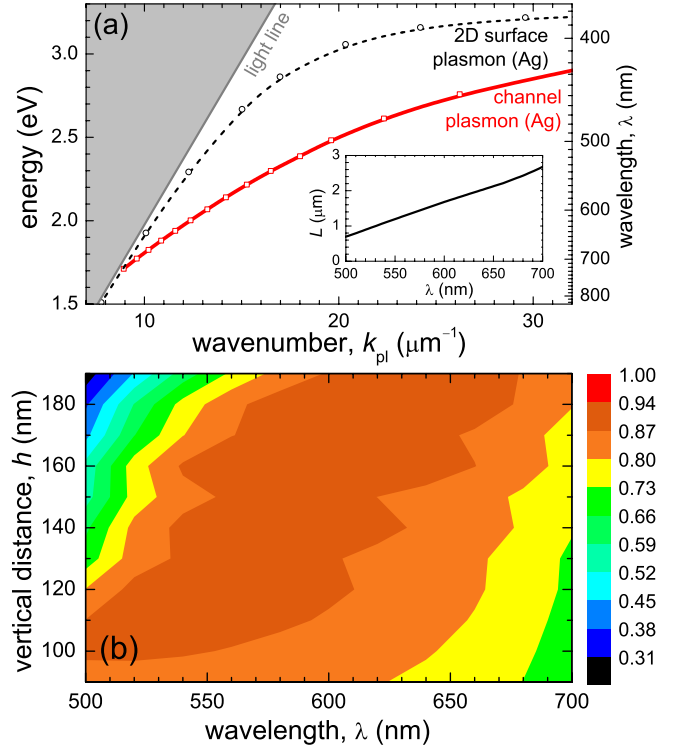 (a)
light line
2D surface
plasmon (Ag)
channel
plasmon (Ag)
energy (eV)
3.0
2.5
2.0
1.5
400
500
600
700
800
wavelength, λ (nm)
L (μm)
3
2
1
0
500 550 600 650 700
λ (nm)
10 20 30
wavenumber, k_pl (μm⁻¹)
vertical distance, h (nm)
180
160
140
120
100
(b)
500 550 600 650 700
wavelength, λ (nm)
1.00
0.94
0.87
0.80
0.73
0.66
0.59
0.52
0.45
0.38
0.31